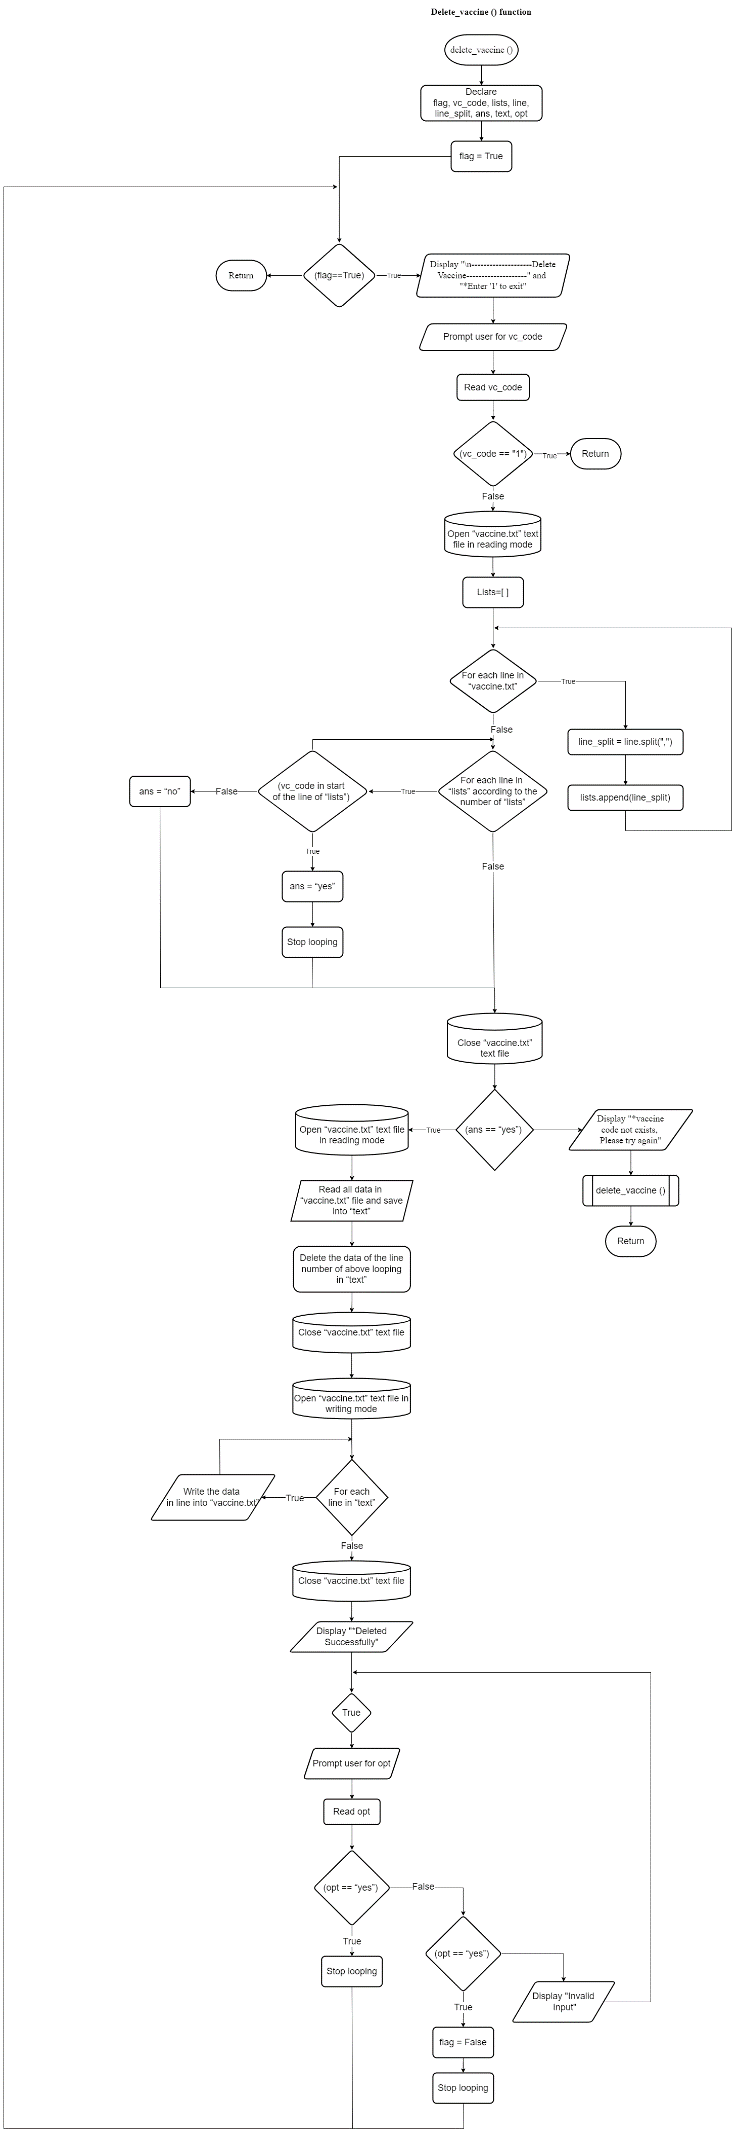 Delete_vaccine () function
delete_vaccine ()
Declare
flag, vc_code, lists, line,
line_split, ans, text, opt
flag = True
Return
(flag==True)
True
Display "\n--------------------Delete
Vaccine--------------------" and
"*Enter '1' to exit"
Prompt user for vc_code
Read vc_code
(vc_code == "1")
True
Return
False
Open “vaccine.txt” text
file in reading mode
Lists=[ ]
For each line in
“vaccine.txt”
True
False
line_split = line.split(",")
lists.append(line_split)
ans = “no”
False
(vc_code in start
of the line of “lists”)
True
For each line in
“lists” according to the
number of “lists”
True
ans = “yes”
Stop looping
False
Close “vaccine.txt”
text file
(ans == “yes”)
True
Open “vaccine.txt” text file
in reading mode
Display "*vaccine
code not exists.
Please try again"
delete_vaccine ()
Return
Read all data in
“vaccine.txt” file and save
into “text”
Delete the data of the line
number of above looping
in “text”
Close “vaccine.txt” text file
Open “vaccine.txt” text file in
writing mode
Write the data
in line into “vaccine.txt”
True
For each
line in “text”
False
Close “vaccine.txt” text file
Display "*Deleted
Successfully"
True
Prompt user for opt
Read opt
(opt == “yes”)
False
True
Stop looping
(opt == “yes”)
Display "Invalid
input"
True
flag = False
Stop looping